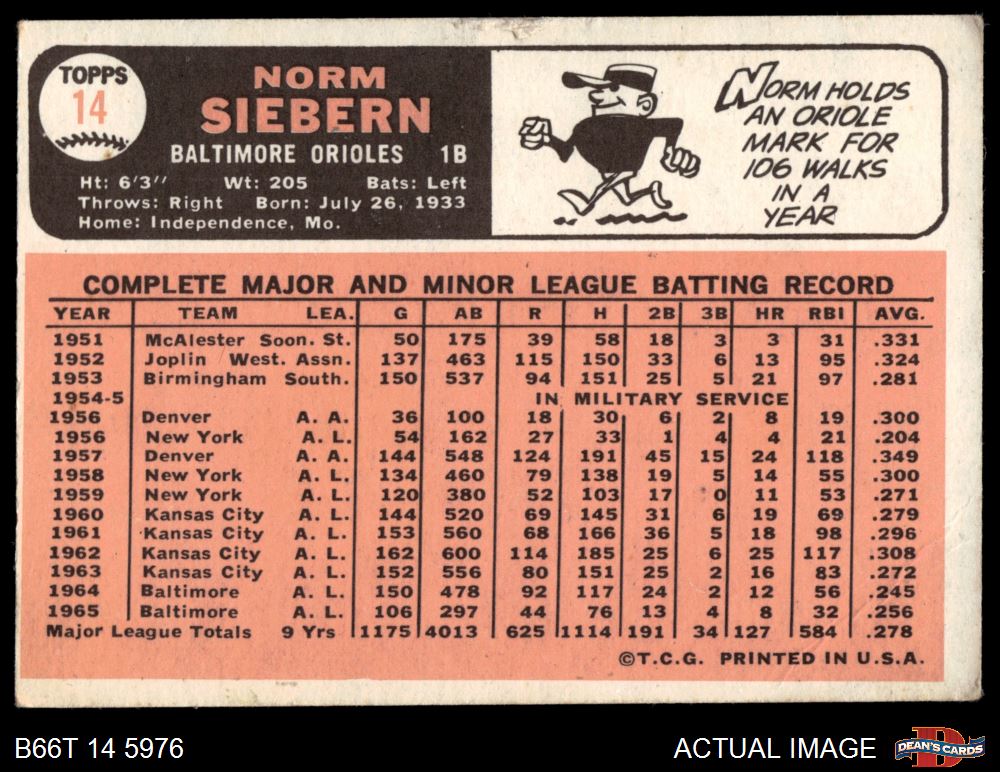 TOPPS
14
NORM
SIEBERN
BALTIMORE ORIOLES 1B
Ht: 6'3" Wt: 205 Bats: Left
Throws: Right Born: July 26, 1933
Home: Independence, Mo.
NORM HOLDS
AN ORIOLE
MARK FOR
106 WALKS
IN A
YEAR
COMPLETE MAJOR AND MINOR LEAGUE BATTING RECORD
YEAR TEAM LEA. G AB R H 2B 3B HR RBI AVG.
1951 McAlester Soon. St. 50 175 39 58 18 3 3 31 .331
1952 Joplin West. Assn. 137 463 115 150 33 6 13 95 .324
1953 Birmingham South. 150 537 94 151 25 5 21 97 .281
1954-5 IN MILITARY SERVICE
1956 Denver A. A. 36 100 18 30 6 2 8 19 .300
1956 New York A. L. 54 162 27 33 1 4 4 21 .204
1957 Denver A. A. 144 548 124 191 45 15 24 118 .349
1958 New York A. L. 134 460 79 138 19 5 14 55 .300
1959 New York A. L. 120 380 52 103 17 0 11 53 .271
1960 Kansas City A. L. 144 520 69 145 31 6 19 69 .279
1961 Kansas City A. L. 153 560 68 166 36 5 18 98 .296
1962 Kansas City A. L. 162 600 114 185 25 6 25 117 .308
1963 Kansas City A. L. 152 556 80 151 25 2 16 83 .272
1964 Baltimore A. L. 150 478 92 117 24 2 12 56 .245
1965 Baltimore A. L. 106 297 44 76 13 4 8 32 .256
Major League Totals 9 Yrs 1175 4013 625 1114 191 34 127 584 .278
©T.C.G. PRINTED IN U.S.A.
B66T 14 5976
ACTUAL IMAGE
D
DEAN'S CARDS